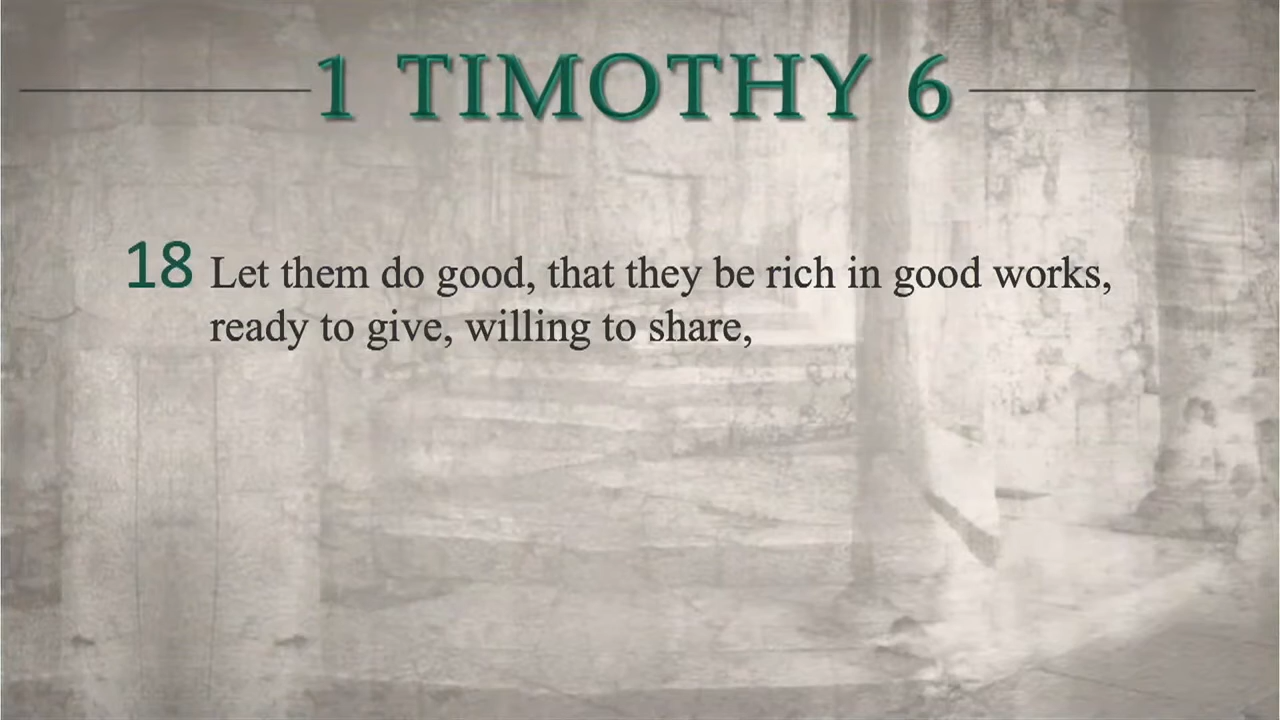 1 TIMOTHY 6
18 Let them do good, that they be rich in good works,
ready to give, willing to share,